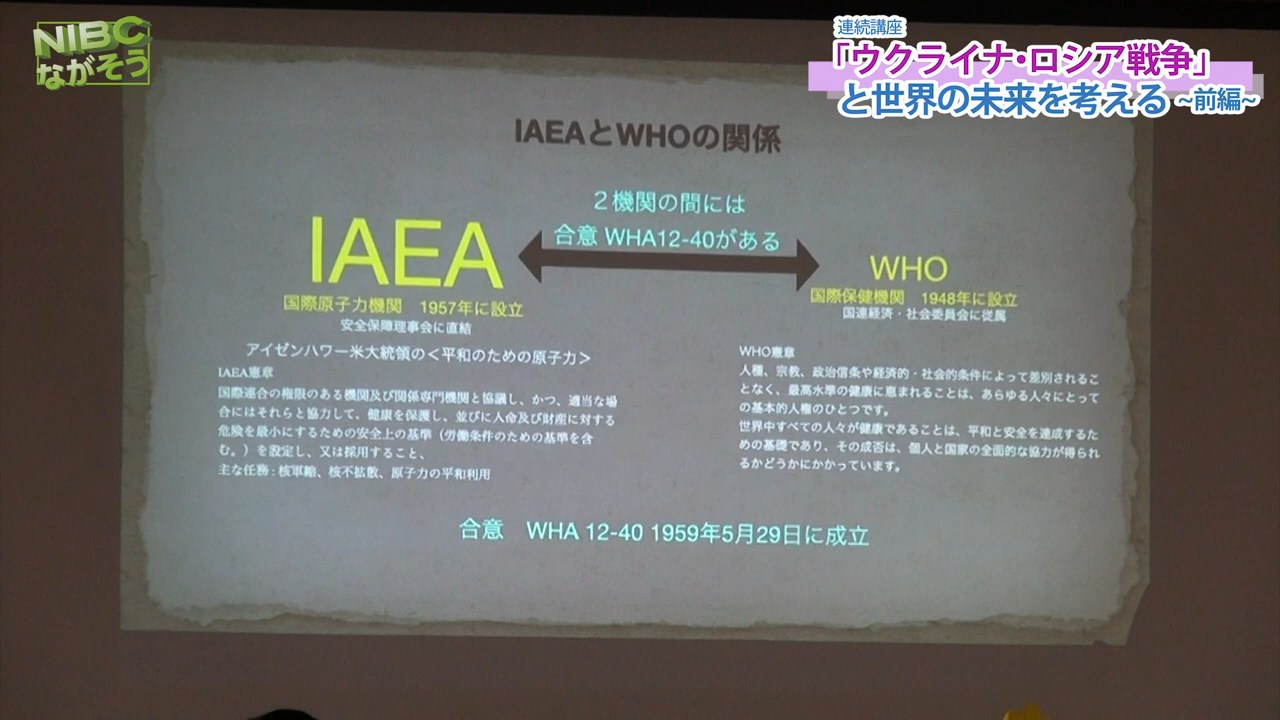 NIBC
ながそう
連続講座
「ウクライナ・ロシア戦争」
と世界の未来を考える ~前編~
IAEAとWHOの関係
２機関の間には
合意 WHA12-40がある
IAEA
国際原子力機関　1957年に設立
安全保障理事会に直結
アイゼンハワー米大統領の＜平和のための原子力＞
IAEA憲章
国際連合の権限のある機関及び関係専門機関と協議し、かつ、適当な場
合にはそれらと協力して、健康を保護し、並びに人命及び財産に対する
危険を最小にするための安全上の基準（労働条件のための基準を含
む。）を設定し、又は採用すること、
主な任務 : 核軍縮、核不拡散、原子力の平和利用
WHO
国際保健機関　1948年に設立
国連経済・社会委員会に従属
WHO憲章
人種、宗教、政治信条や経済的・社会的条件によって差別されるこ
となく、最高水準の健康に恵まれることは、あらゆる人々にとって
の基本的人権のひとつです。
世界中すべての人々が健康であることは、平和と安全を達成するた
めの基礎であり、その成否は、個人と国家の全面的な協力が得られ
るかどうかにかかっています。
合意　WHA 12-40 1959年5月29日に成立